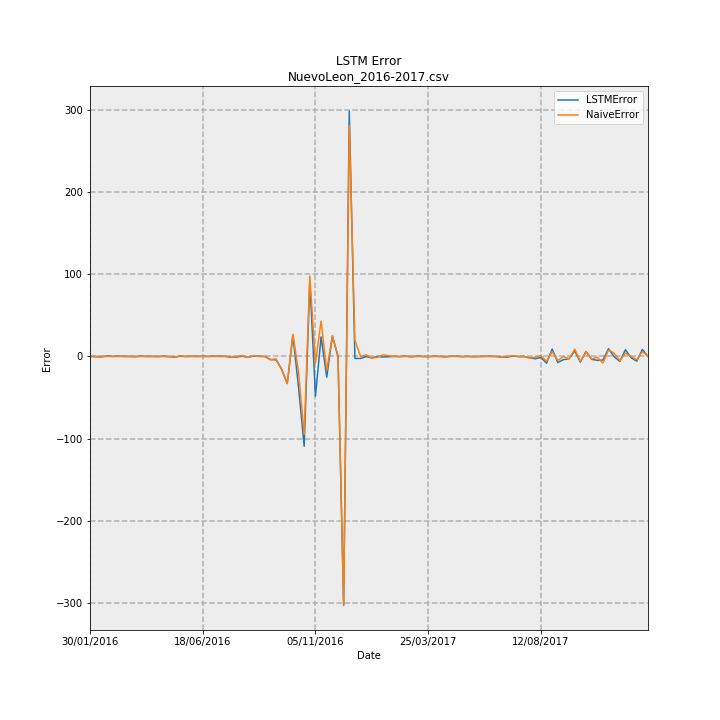 LSTM Error
NuevoLeon_2016-2017.csv
LSTMError
NaiveError
300
200
100
0
−100
−200
−300
Error
30/01/2016
18/06/2016
05/11/2016
25/03/2017
12/08/2017
Date